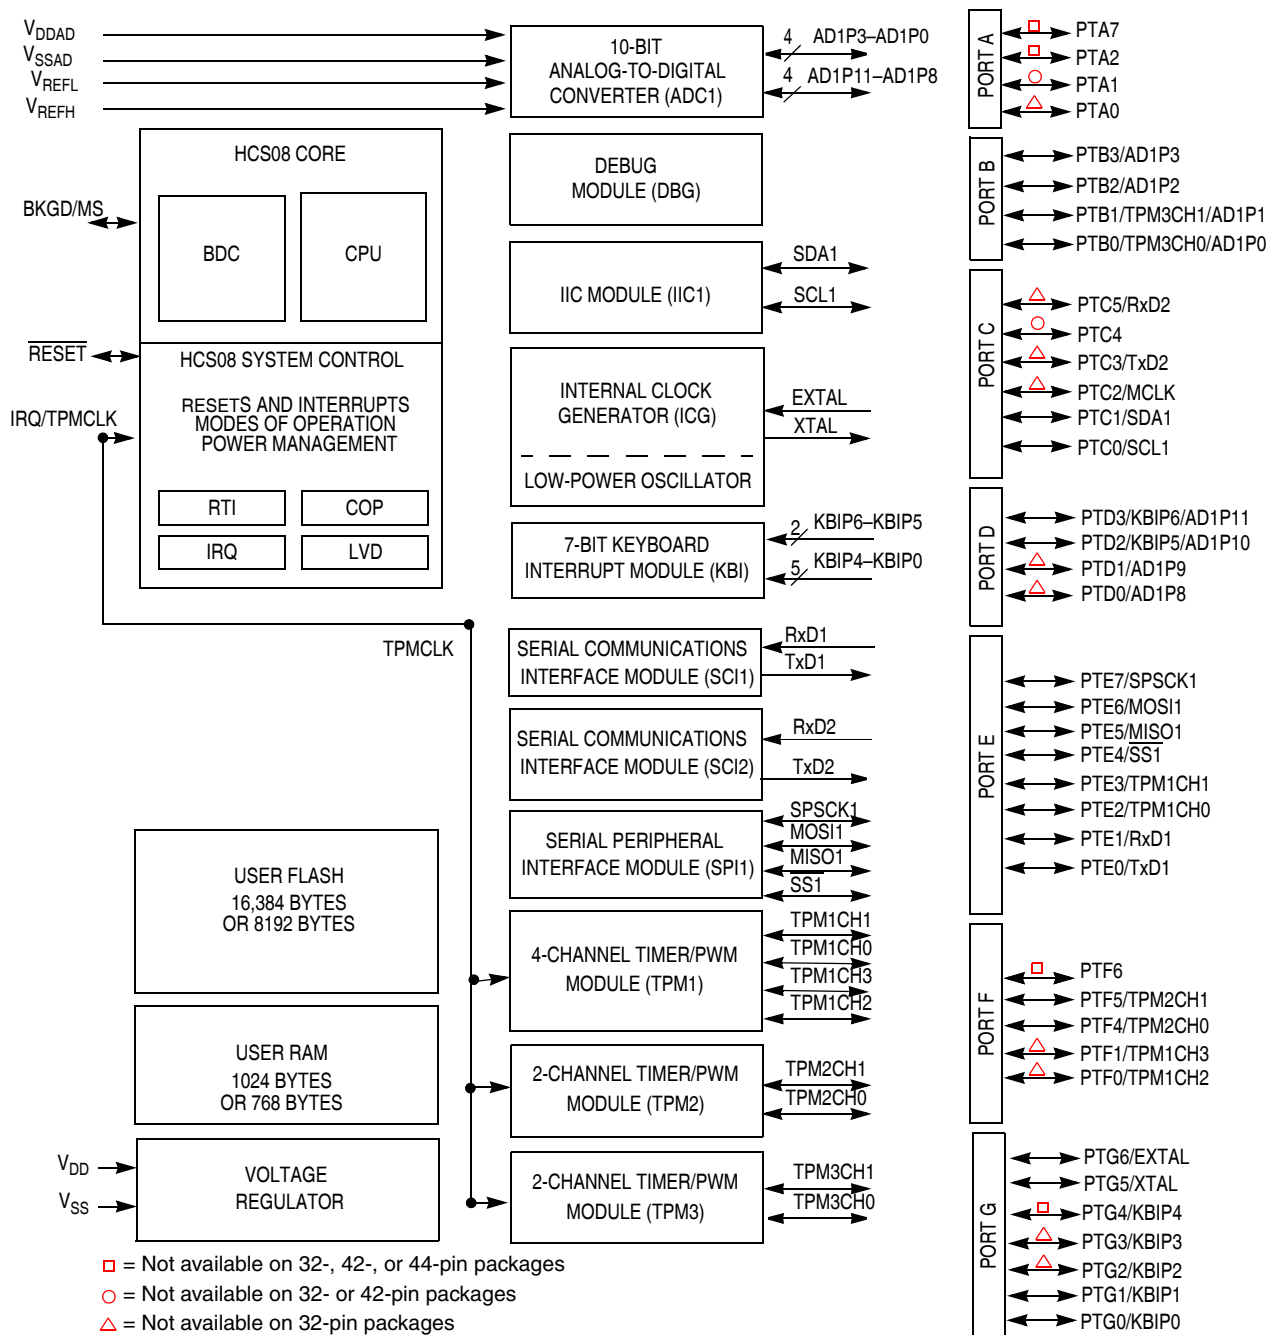 VDDAD
VSSAD
VREFL
VREFH
10-BIT
ANALOG-TO-DIGITAL
CONVERTER (ADC1)
4 AD1P3–AD1P0
4 AD1P11–AD1P8
HCS08 CORE
BDC
CPU
BKGD/MS
RESET
HCS08 SYSTEM CONTROL
RESETS AND INTERRUPTS
MODES OF OPERATION
POWER MANAGEMENT
IRQ/TPMCLK
RTI
COP
IRQ
LVD
TPMCLK
DEBUG
MODULE (DBG)
IIC MODULE (IIC1)
SDA1
SCL1
INTERNAL CLOCK
GENERATOR (ICG)
LOW-POWER OSCILLATOR
EXTAL
XTAL
7-BIT KEYBOARD
INTERRUPT MODULE (KBI)
2 KBIP6–KBIP5
5 KBIP4–KBIP0
SERIAL COMMUNICATIONS
INTERFACE MODULE (SCI1)
RxD1
TxD1
SERIAL COMMUNICATIONS
INTERFACE MODULE (SCI2)
RxD2
TxD2
SERIAL PERIPHERAL
INTERFACE MODULE (SPI1)
SPSCK1
MOSI1
MISO1
SS1
4-CHANNEL TIMER/PWM
MODULE (TPM1)
TPM1CH1
TPM1CH0
TPM1CH3
TPM1CH2
2-CHANNEL TIMER/PWM
MODULE (TPM2)
TPM2CH1
TPM2CH0
2-CHANNEL TIMER/PWM
MODULE (TPM3)
TPM3CH1
TPM3CH0
USER FLASH
16,384 BYTES
OR 8192 BYTES
USER RAM
1024 BYTES
OR 768 BYTES
VDD
VSS
VOLTAGE
REGULATOR
PORT A
PTA7
PTA2
PTA1
PTA0
PORT B
PTB3/AD1P3
PTB2/AD1P2
PTB1/TPM3CH1/AD1P1
PTB0/TPM3CH0/AD1P0
PORT C
PTC5/RxD2
PTC4
PTC3/TxD2
PTC2/MCLK
PTC1/SDA1
PTC0/SCL1
PORT D
PTD3/KBIP6/AD1P11
PTD2/KBIP5/AD1P10
PTD1/AD1P9
PTD0/AD1P8
PORT E
PTE7/SPSCK1
PTE6/MOSI1
PTE5/MISO1
PTE4/SS1
PTE3/TPM1CH1
PTE2/TPM1CH0
PTE1/RxD1
PTE0/TxD1
PORT F
PTF6
PTF5/TPM2CH1
PTF4/TPM2CH0
PTF1/TPM1CH3
PTF0/TPM1CH2
PORT G
PTG6/EXTAL
PTG5/XTAL
PTG4/KBIP4
PTG3/KBIP3
PTG2/KBIP2
PTG1/KBIP1
PTG0/KBIP0
= Not available on 32-, 42-, or 44-pin packages
= Not available on 32- or 42-pin packages
= Not available on 32-pin packages